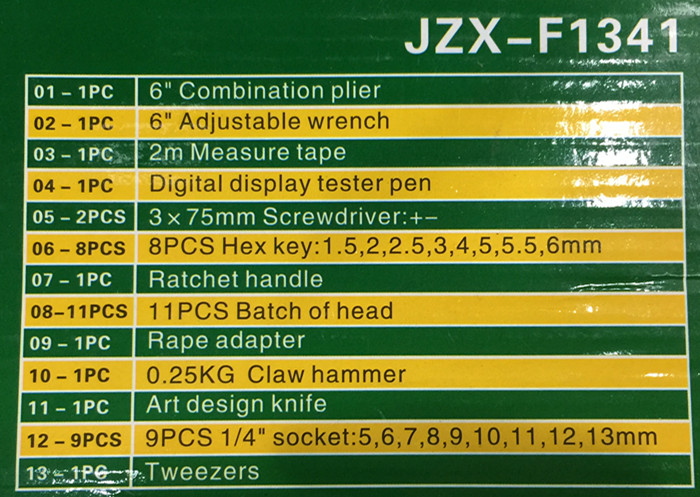 JZX-F1341
01 - 1PC 6" Combination plier
02 - 1PC 6" Adjustable wrench
03 - 1PC 2m Measure tape
04 - 1PC Digital display tester pen
05 - 2PCS 3×75mm Screwdriver:+-
06 - 8PCS 8PCS Hex key:1.5,2,2.5,3,4,5,5.5,6mm
07 - 1PC Ratchet handle
08-11PCS 11PCS Batch of head
09 - 1PC Rape adapter
10 - 1PC 0.25KG Claw hammer
11 - 1PC Art design knife
12 - 9PCS 9PCS 1/4" socket:5,6,7,8,9,10,11,12,13mm
13 - 1PC Tweezers